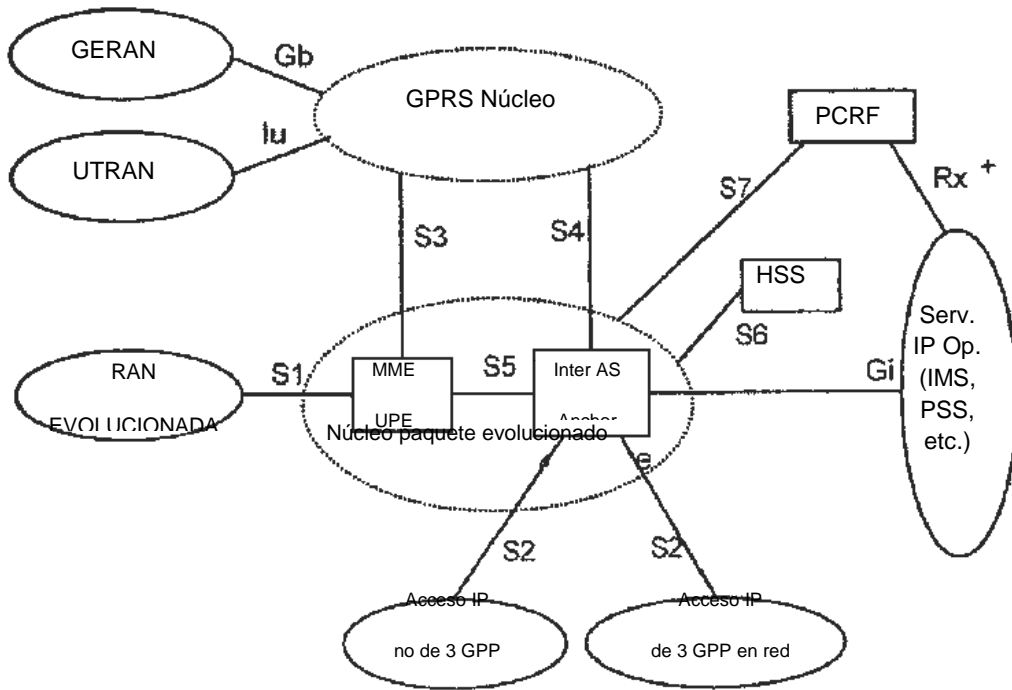 GERAN
Gb
GPRS Núcleo
PCRF
Iu
UTRAN
Rx +
S7
S3
S4
HSS
S6
Serv.
IP Op.
(IMS,
PSS,
etc.)
RAN
EVOLUCIONADA
S1
MME
UPE
S5
Inter AS
Anchor
Gi
Núcleo paquete evolucionado
e
S2
S2
Acceso IP
no de 3 GPP
Acceso IP
de 3 GPP en red